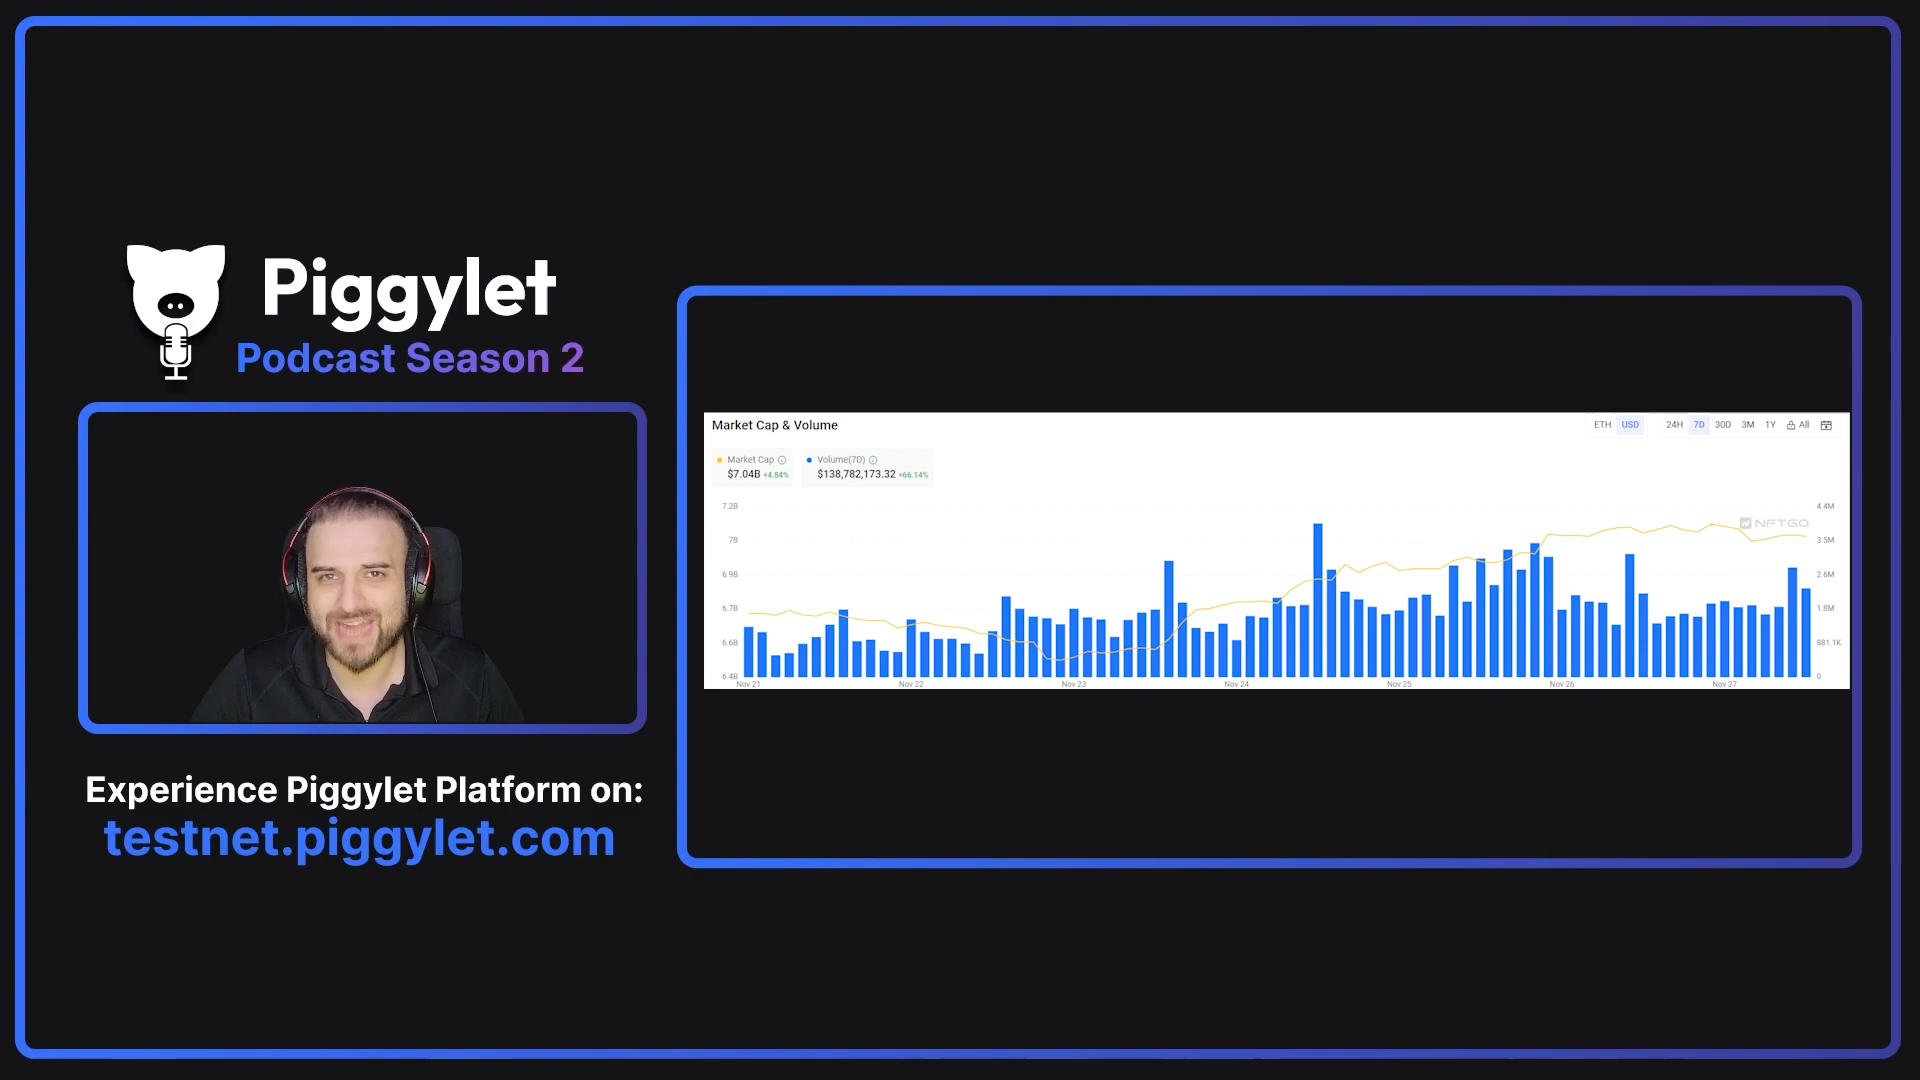 Piggylet
Podcast Season 2
Experience Piggylet Platform on:
testnet.piggylet.com
Market Cap & Volume
ETH USD 24H 7D 30D 3M 1Y All
Market Cap
$7.04B +4.84%
Volume(7D)
$138,782,173.32 +66.14%
7.2B 4.4M
NFTGO
7B 3.5M
6.9B 2.6M
6.7B 1.8M
6.6B 881.1K
6.4B 0
Nov 21 Nov 22 Nov 23 Nov 24 Nov 25 Nov 26 Nov 27